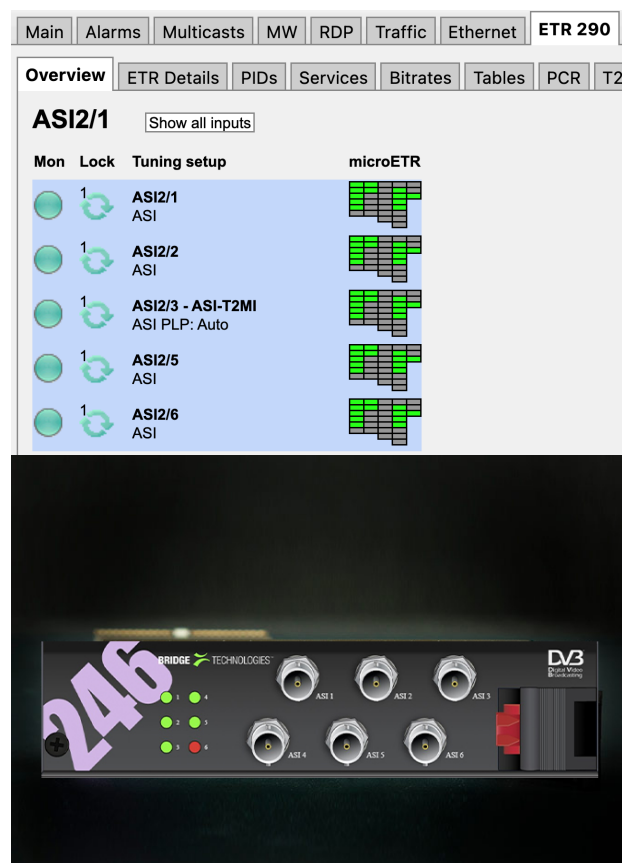 Main Alarms Multicasts MW RDP Traffic Ethernet ETR 290
Overview ETR Details PIDs Services Bitrates Tables PCR T2
ASI2/1 Show all inputs
Mon Lock Tuning setup microETR
1 ASI2/1
ASI
1 ASI2/2
ASI
1 ASI2/3 - ASI-T2MI
ASI PLP: Auto
1 ASI2/5
ASI
1 ASI2/6
ASI
246
BRIDGE TECHNOLOGIES
DVB
Digital Video
Broadcasting
1 4
2 5
3 6
ASI 1 ASI 2 ASI 3
ASI 4 ASI 5 ASI 6